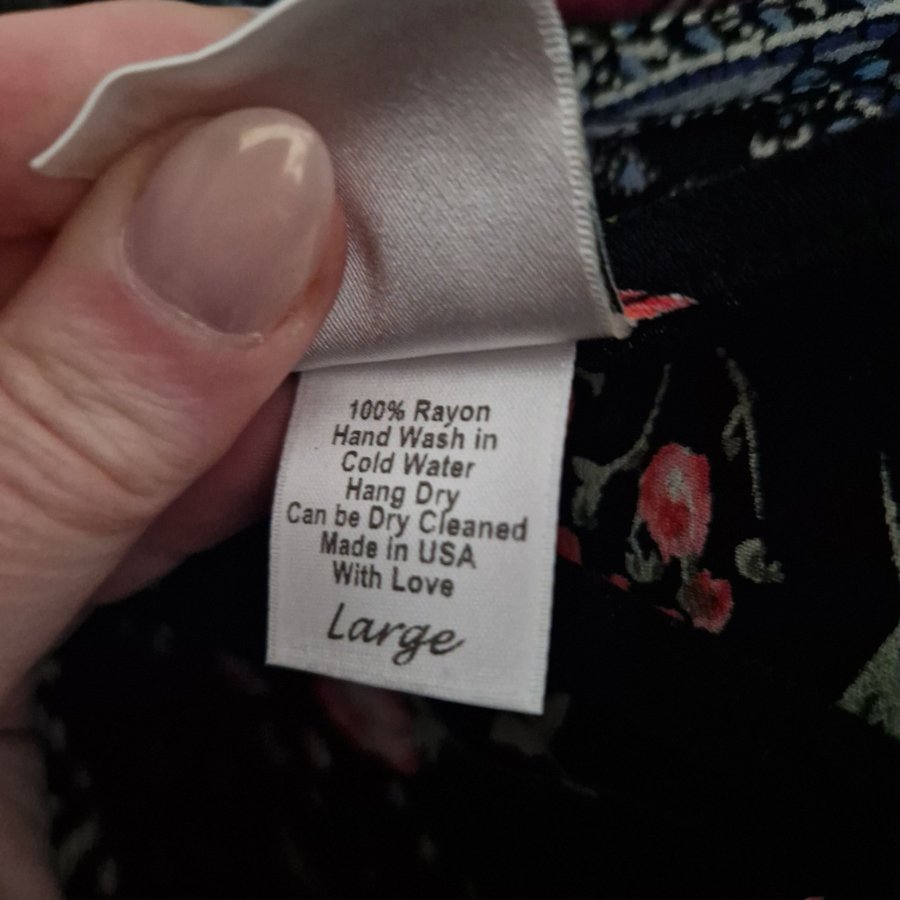 100% Rayon
Hand Wash in
Cold Water
Hang Dry
Can be Dry Cleaned
Made in USA
With Love
Large